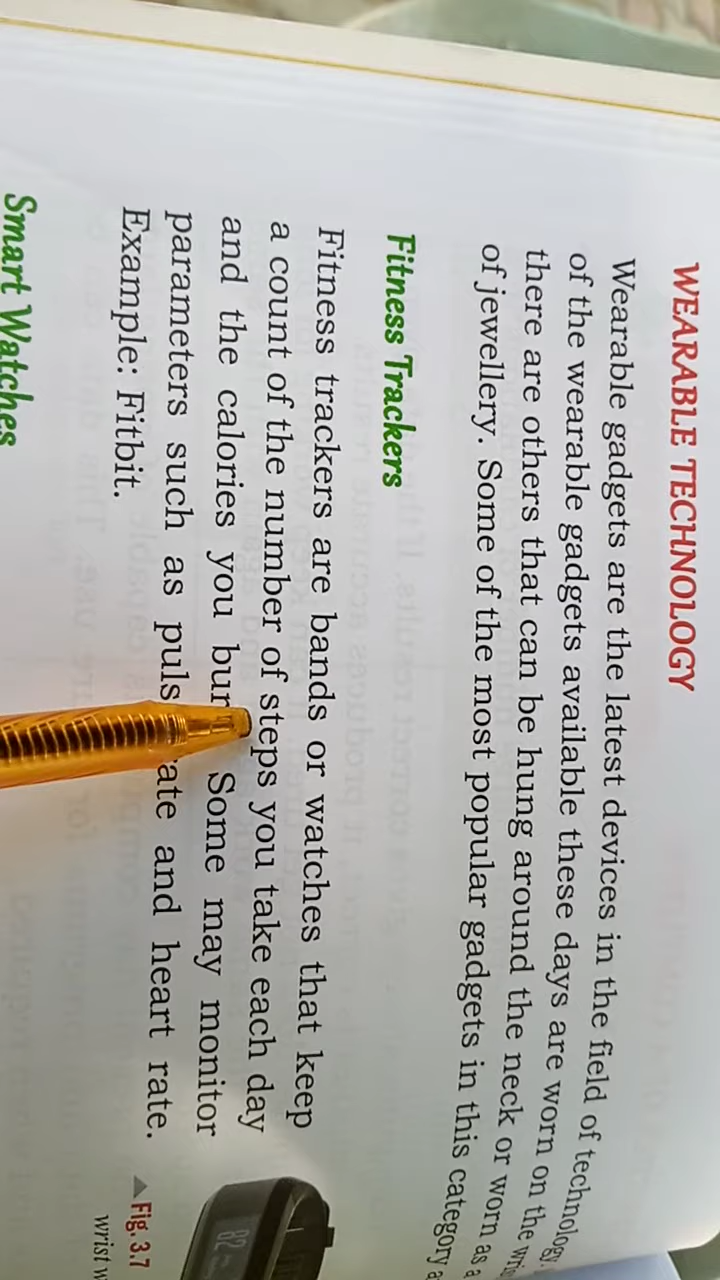 WEARABLE TECHNOLOGY
Wearable gadgets are the latest devices in the field of technology.
of the wearable gadgets available these days are worn on the
there are others that can be hung around the neck or worn as a
of jewellery. Some of the most popular gadgets in this category
Fitness Trackers
Fitness trackers are bands or watches that keep
a count of the number of steps you take each day
and the calories you Some may monitor
parameters such as and heart rate.
Example: Fitbit.
Fig. 3.7
wrist
82
Smart Watches